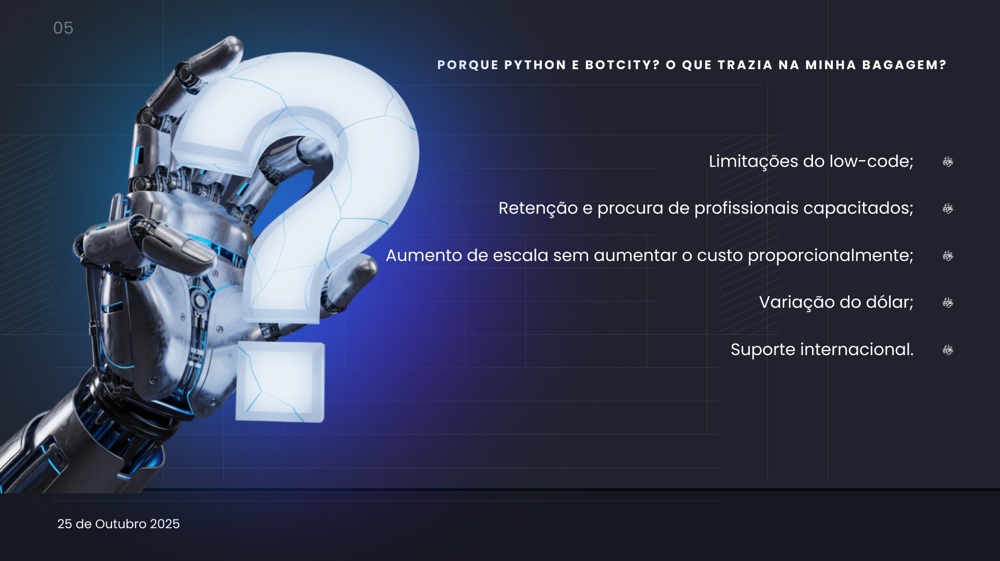 05
PORQUE PYTHON E BOTCITY? O QUE TRAZIA NA MINHA BAGAGEM?
Limitações do low-code;
Retenção e procura de profissionais capacitados;
Aumento de escala sem aumentar o custo proporcionalmente;
Variação do dólar;
Suporte internacional.
25 de Outubro 2025